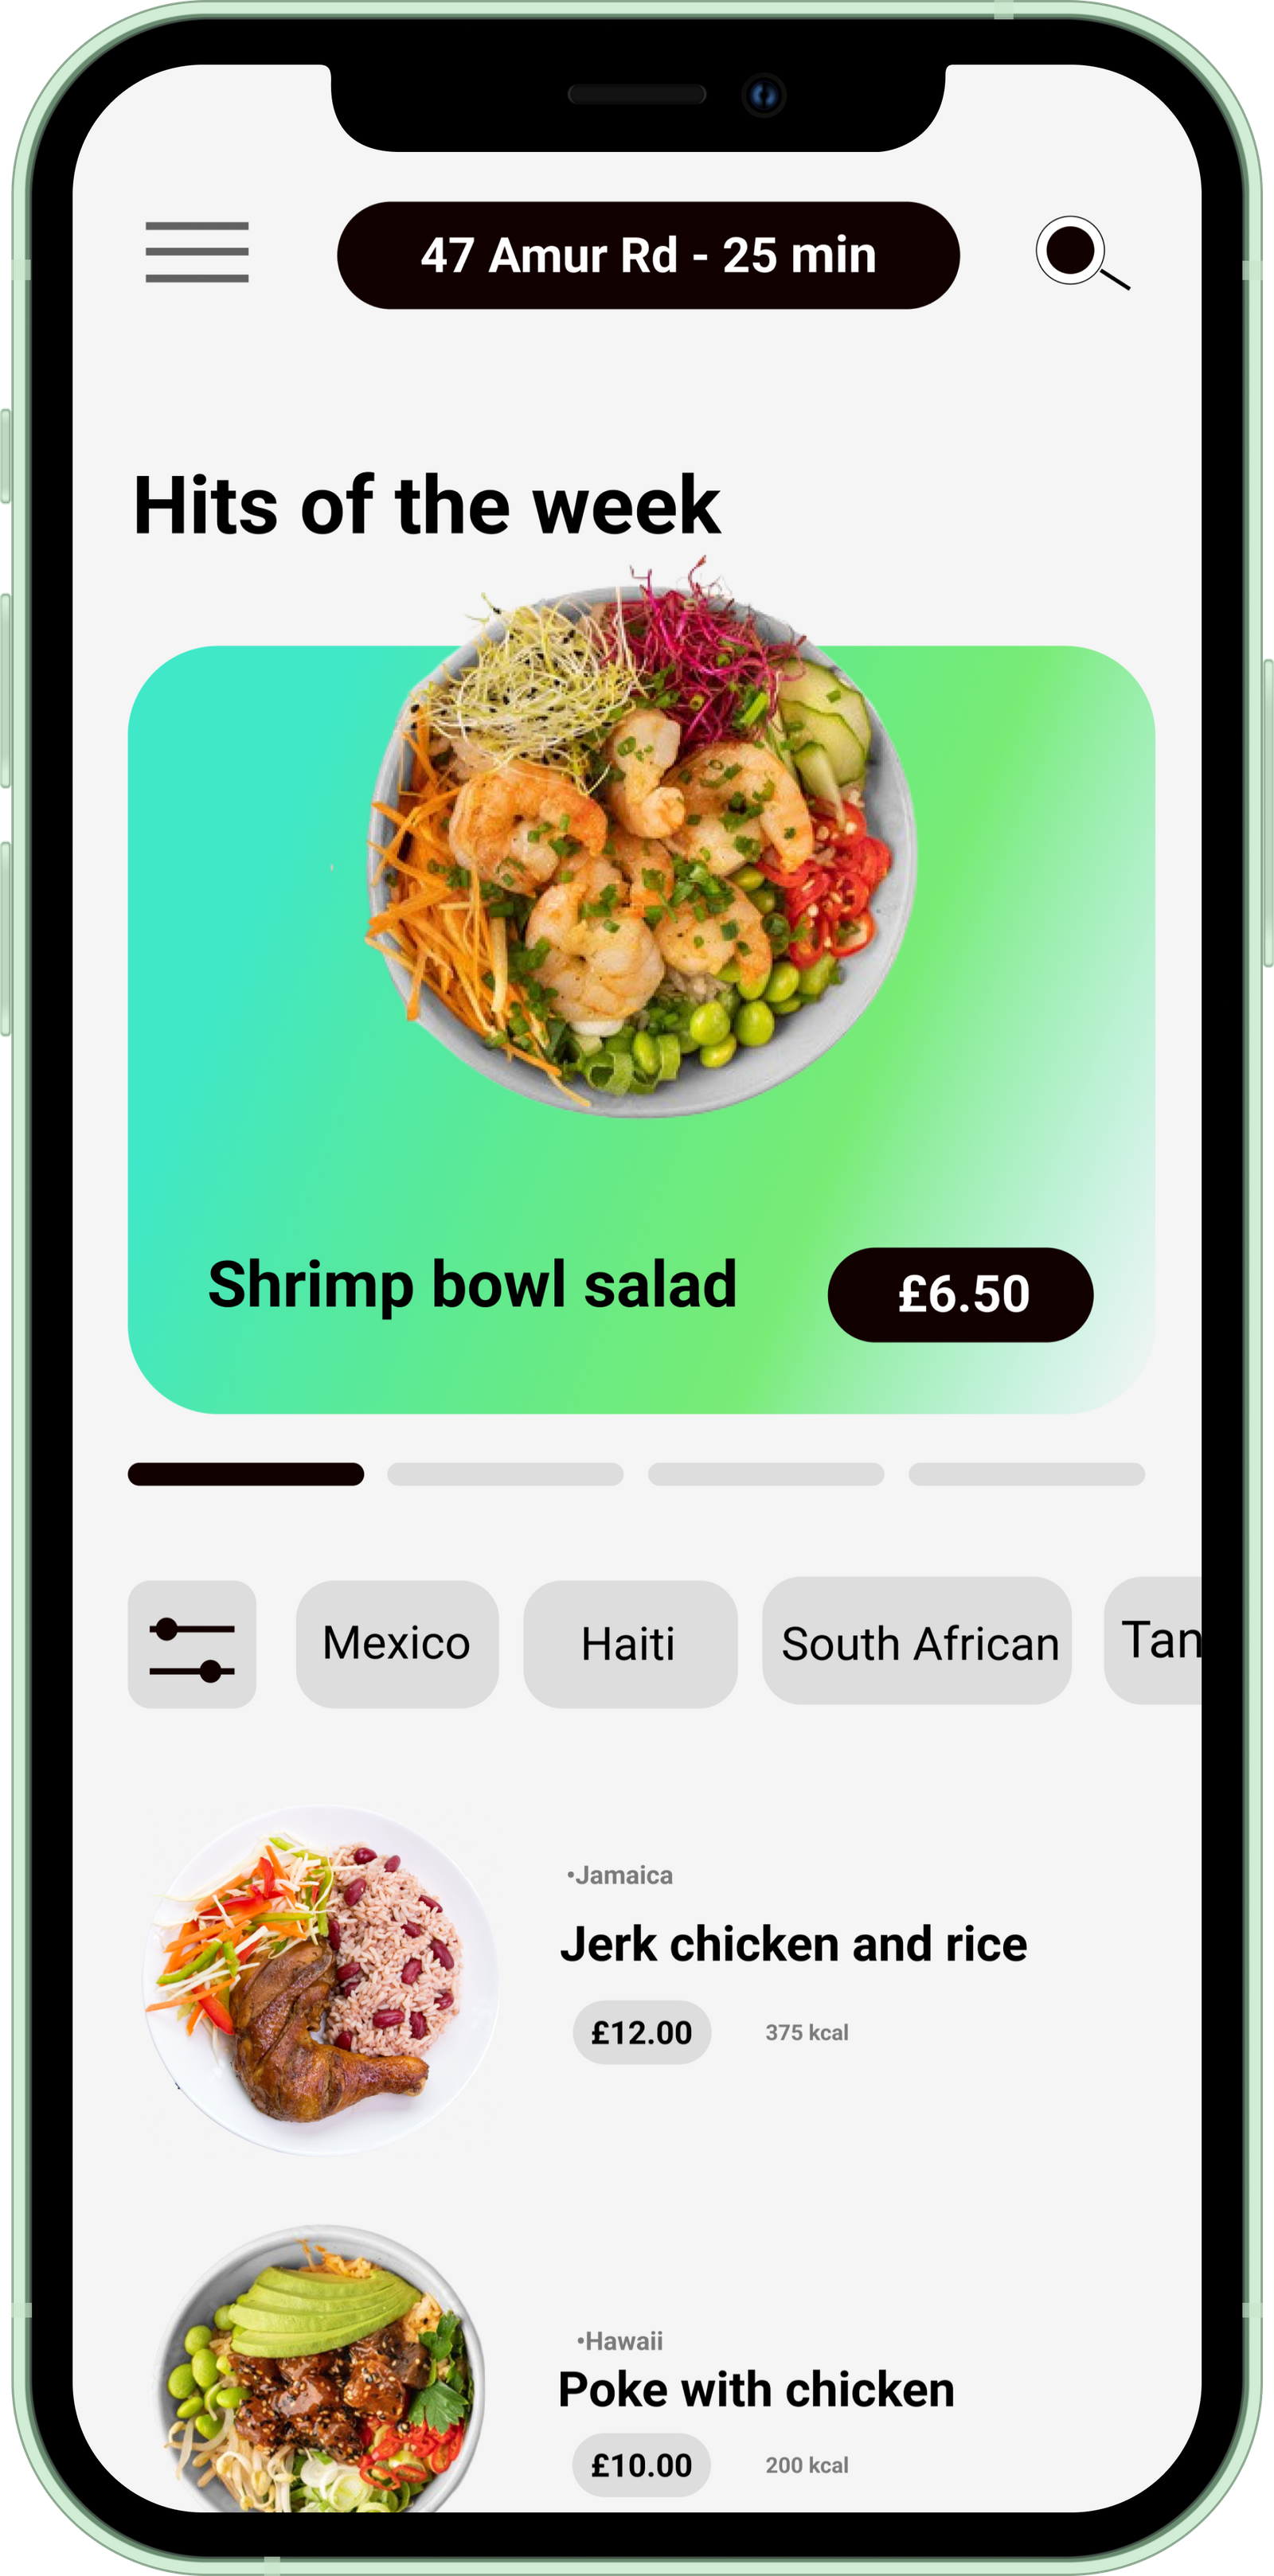 47 Amur Rd - 25 min
Hits of the week
Shrimp bowl salad
£6.50
Mexico
Haiti
South African
Tan
•Jamaica
Jerk chicken and rice
£12.00
375 kcal
•Hawaii
Poke with chicken
£10.00
200 kcal